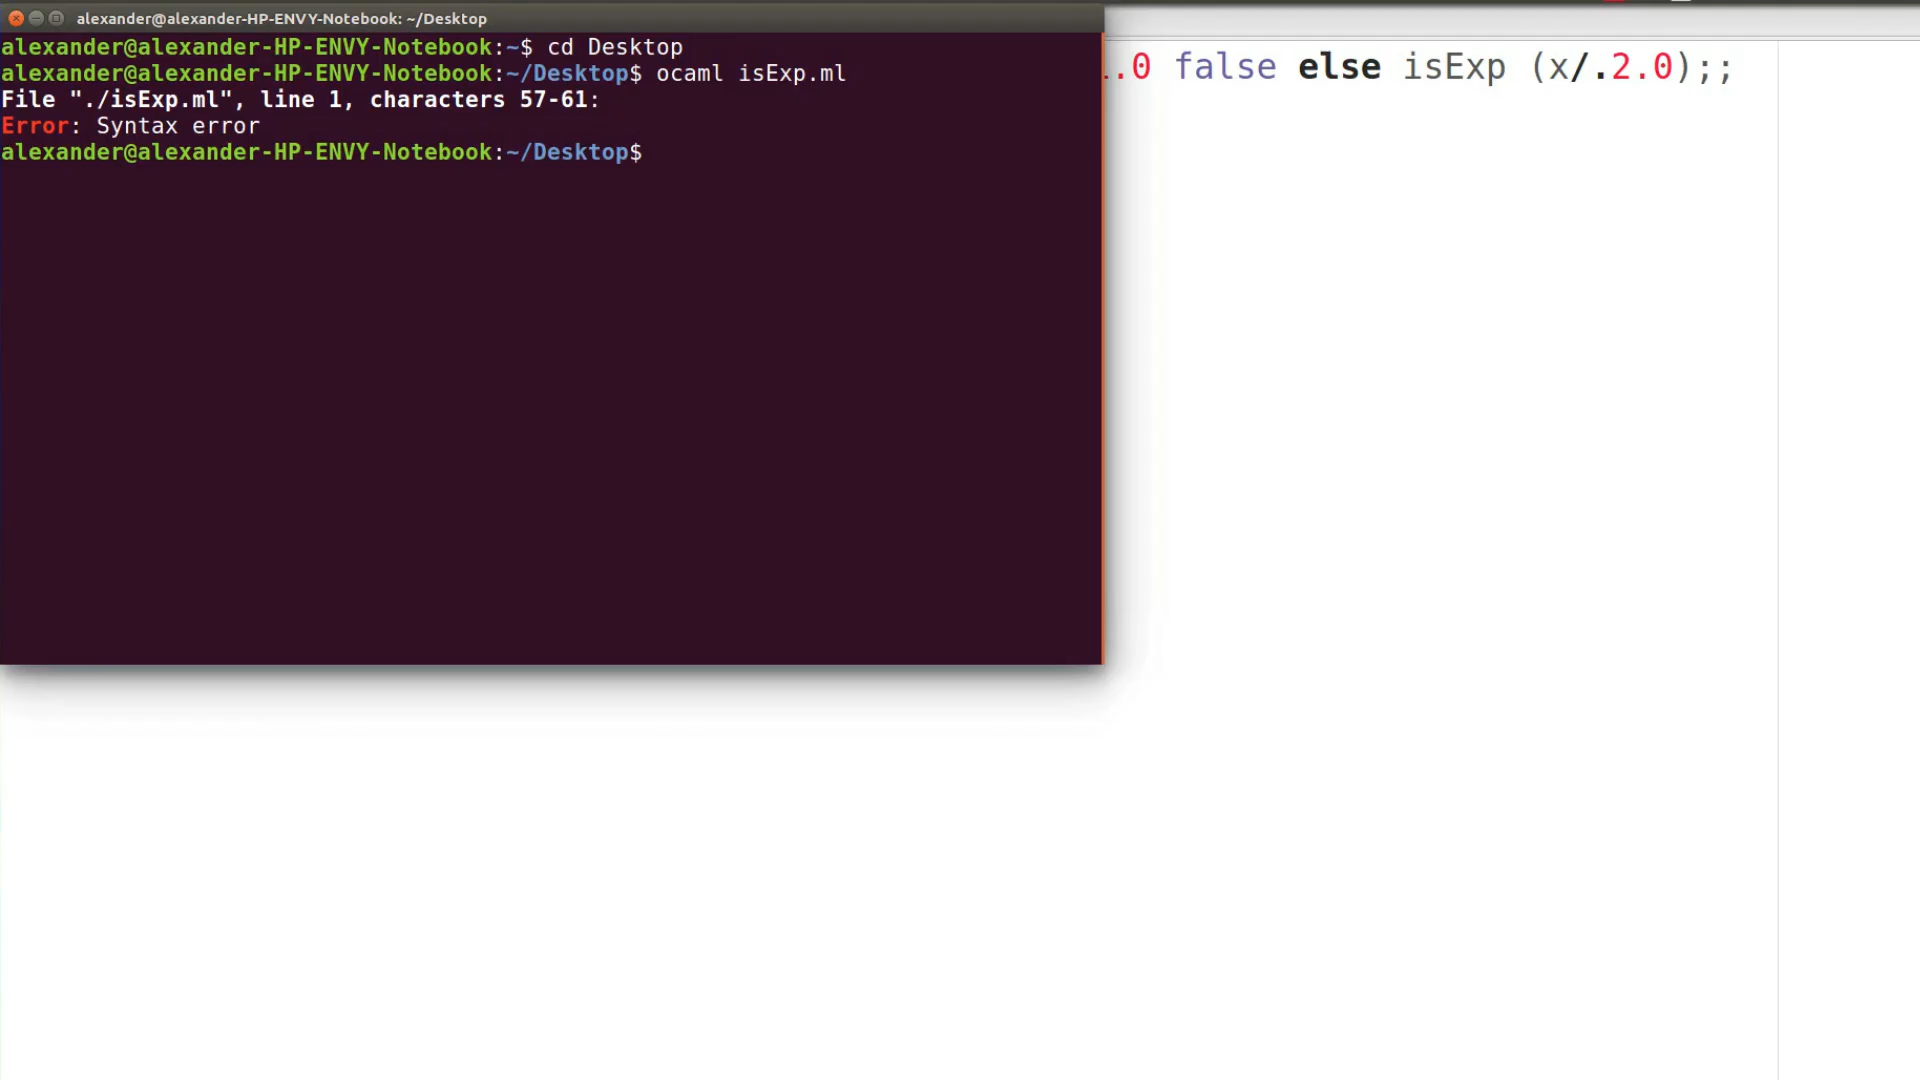 alexander@alexander-HP-ENVY-Notebook: ~/Desktop
alexander@alexander-HP-ENVY-Notebook:~$ cd Desktop
alexander@alexander-HP-ENVY-Notebook:~/Desktop$ ocaml isExp.ml
File "./isExp.ml", line 1, characters 57-61:
Error: Syntax error
alexander@alexander-HP-ENVY-Notebook:~/Desktop$
.0 false else isExp (x/.2.0);;